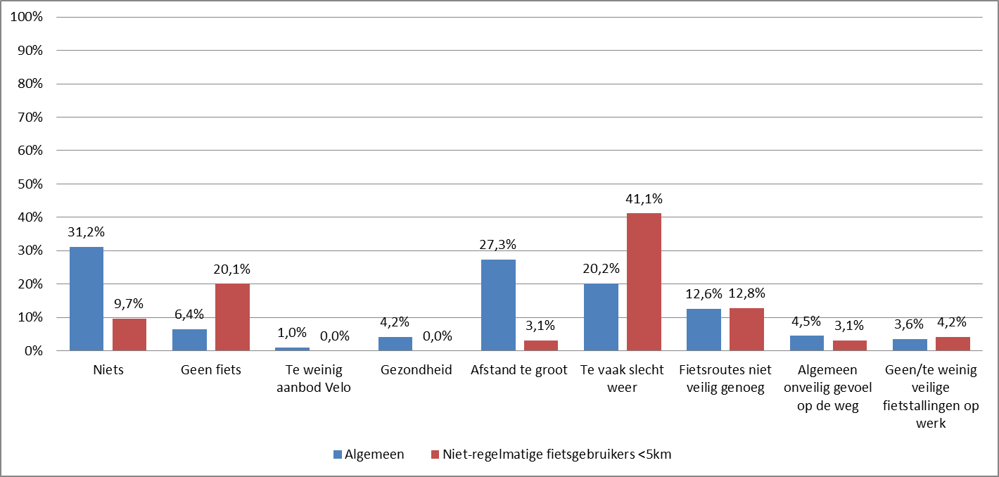 100%
90%
80%
70%
60%
50%
40%
30%
20%
10%
0%
31,2%
9,7%
6,4%
20,1%
1,0%
0,0%
4,2%
0,0%
27,3%
3,1%
20,2%
41,1%
12,6%
12,8%
4,5%
3,1%
3,6%
4,2%
Niets
Geen fiets
Te weinig
aanbod Velo
Gezondheid
Afstand te groot
Te vaak slecht
weer
Fietsroutes niet
veilig genoeg
Algemeen
onveilig gevoel
op de weg
Geen/te weinig
veilige
fietstallingen op
werk
Algemeen
Niet-regelmatige fietsgebruikers <5km